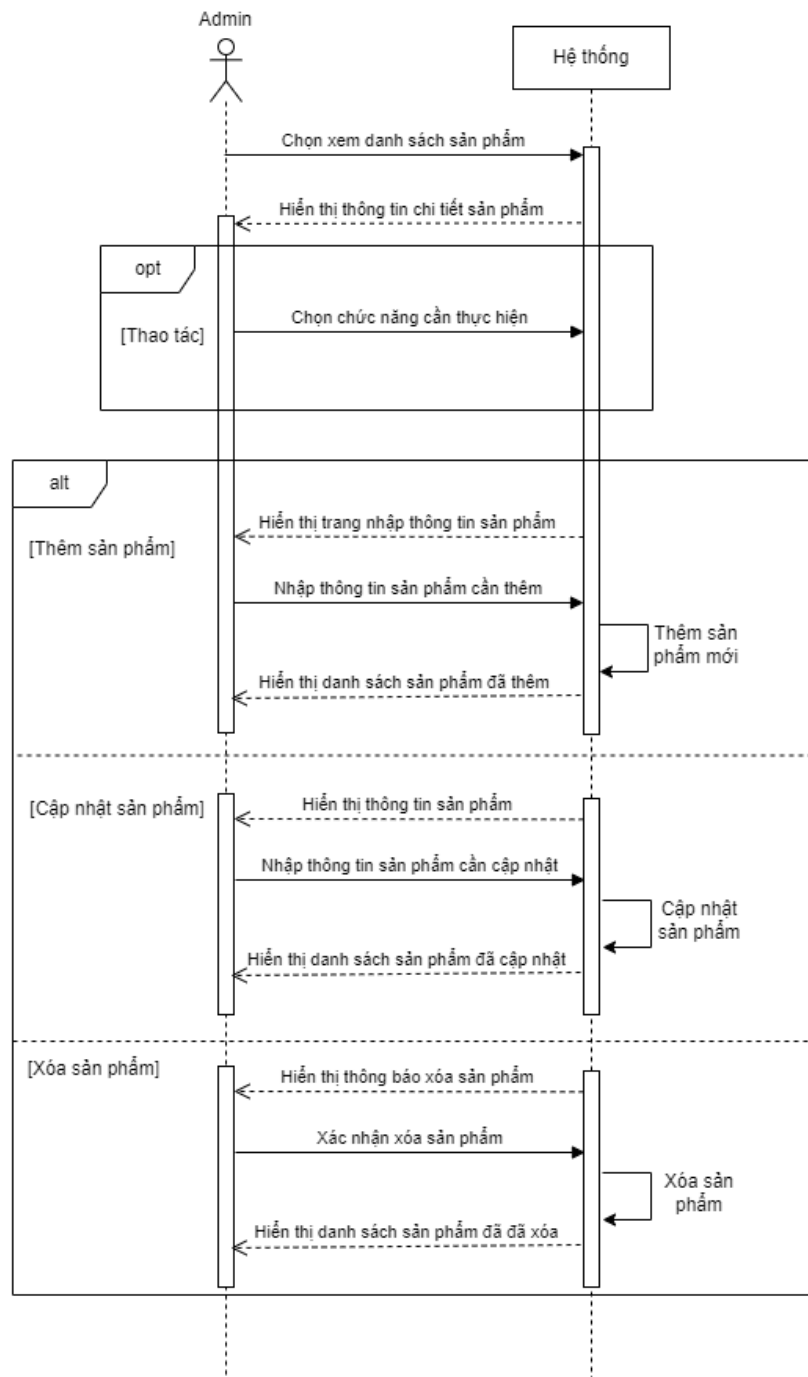 Admin
Hệ thống
Chọn xem danh sách sản phẩm
Hiển thị thông tin chi tiết sản phẩm
opt
Chọn chức năng cần thực hiện
[Thao tác]
alt
Hiển thị trang nhập thông tin sản phẩm
[Thêm sản phẩm]
Nhập thông tin sản phẩm cần thêm
Thêm sản
phẩm mới
Hiển thị danh sách sản phẩm đã thêm
Hiển thị thông tin sản phẩm
[Cập nhật sản phẩm]
Nhập thông tin sản phẩm cần cập nhật
Cập nhật
sản phẩm
Hiển thị danh sách sản phẩm đã cập nhật
[Xóa sản phẩm]
Hiển thị thông báo xóa sản phẩm
Xác nhận xóa sản phẩm
Xóa sản
phẩm
Hiển thị danh sách sản phẩm đã đã xóa